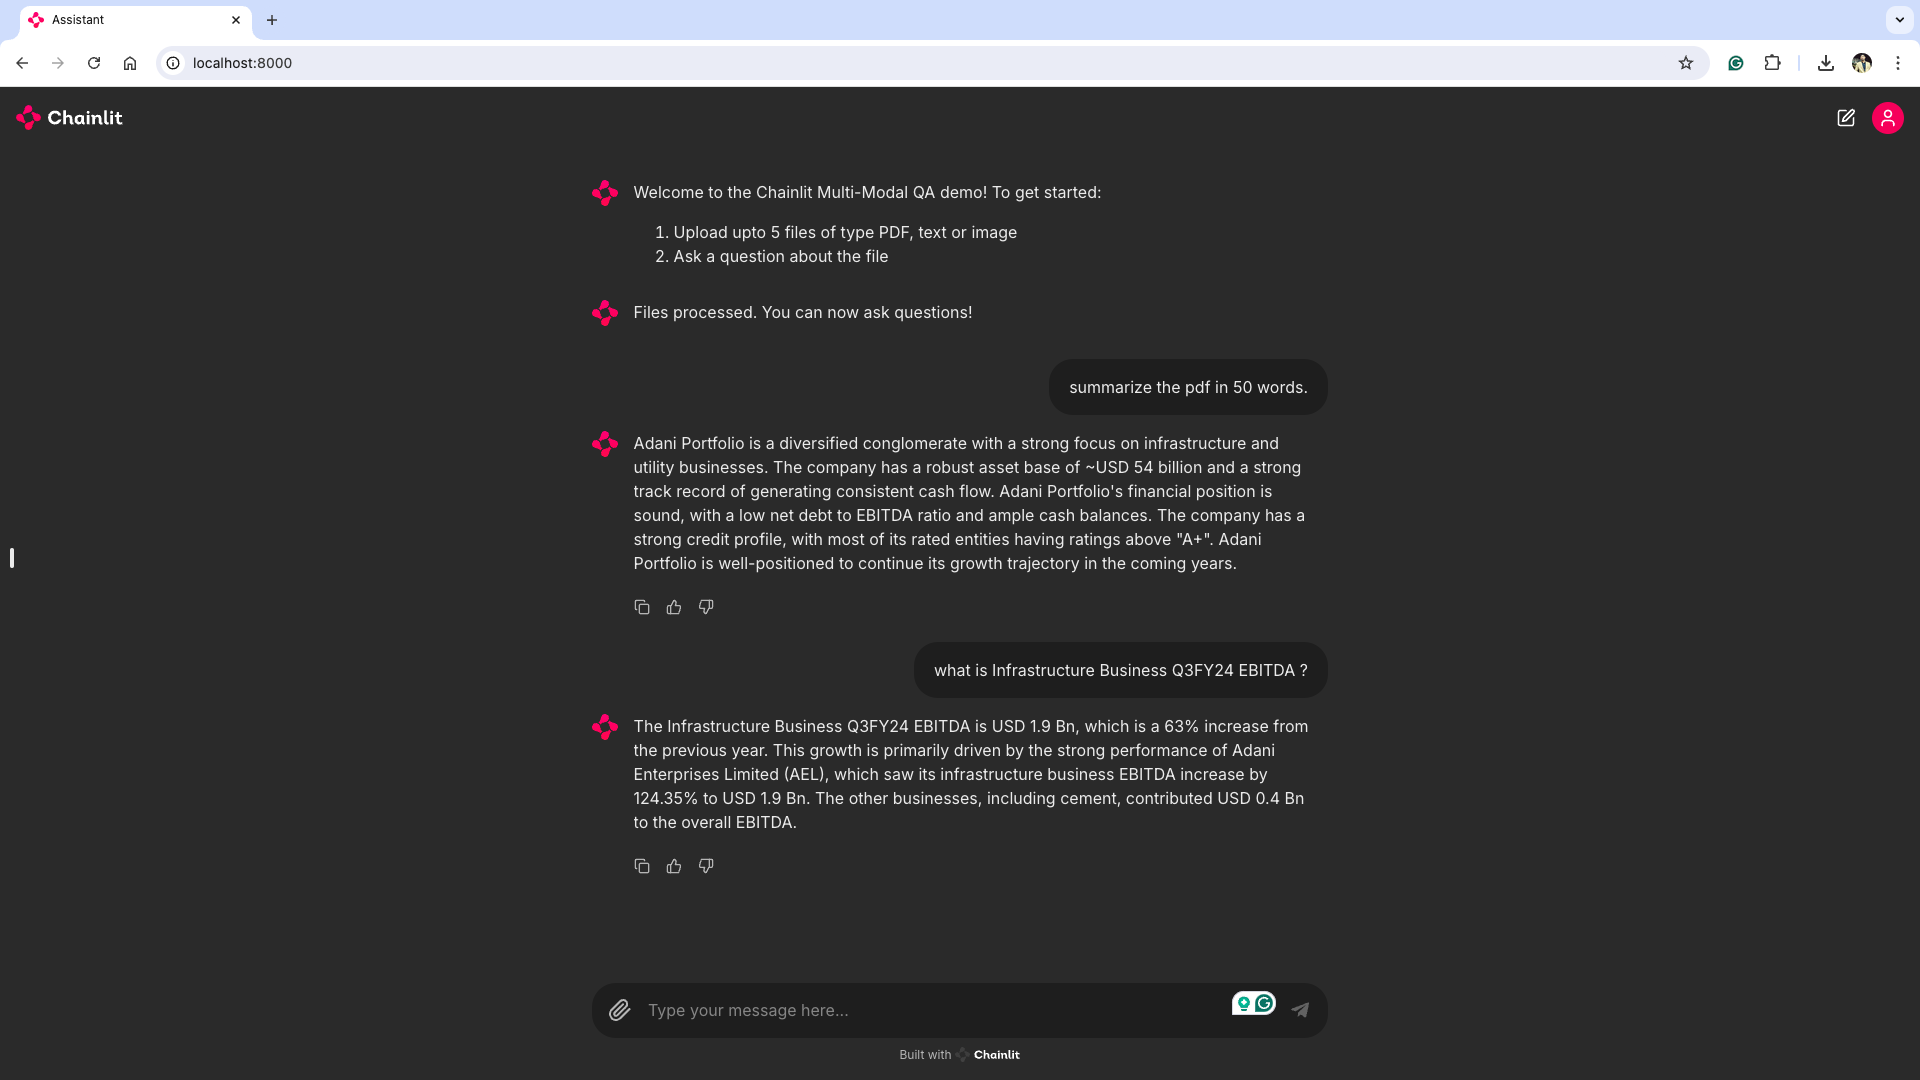 Assistant
localhost:8000
Chainlit
Welcome to the Chainlit Multi-Modal QA demo! To get started:
1. Upload upto 5 files of type PDF, text or image
2. Ask a question about the file
Files processed. You can now ask questions!
summarize the pdf in 50 words.
Adani Portfolio is a diversified conglomerate with a strong focus on infrastructure and
utility businesses. The company has a robust asset base of ~USD 54 billion and a strong
track record of generating consistent cash flow. Adani Portfolio's financial position is
sound, with a low net debt to EBITDA ratio and ample cash balances. The company has a
strong credit profile, with most of its rated entities having ratings above "A+". Adani
Portfolio is well-positioned to continue its growth trajectory in the coming years.
what is Infrastructure Business Q3FY24 EBITDA ?
The Infrastructure Business Q3FY24 EBITDA is USD 1.9 Bn, which is a 63% increase from
the previous year. This growth is primarily driven by the strong performance of Adani
Enterprises Limited (AEL), which saw its infrastructure business EBITDA increase by
124.35% to USD 1.9 Bn. The other businesses, including cement, contributed USD 0.4 Bn
to the overall EBITDA.
Type your message here...
Built with Chainlit